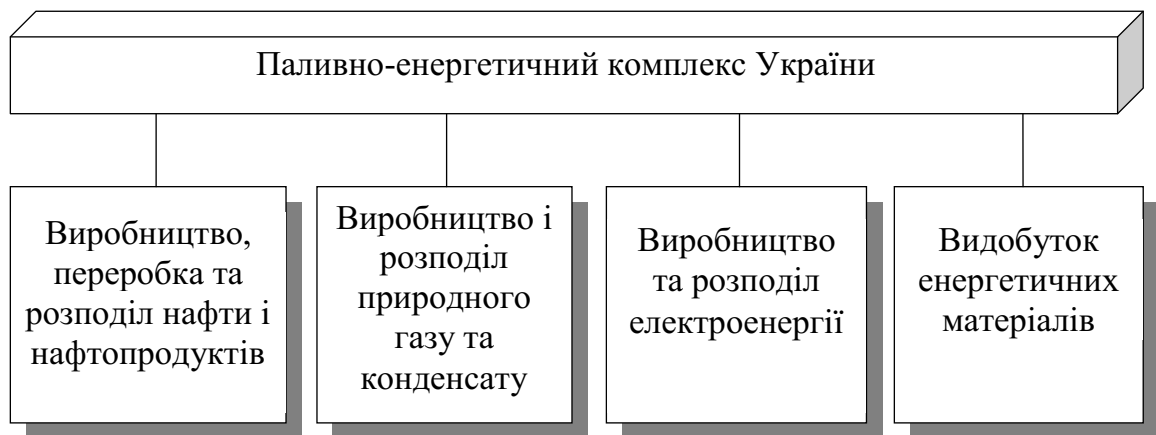 Паливно-енергетичний комплекс України
Виробництво,
переробка та
розподіл нафти і
нафтопродуктів
Виробництво і
розподіл
природного
газу та
конденсату
Виробництво
та розподіл
електроенергії
Видобуток
енергетичних
матеріалів